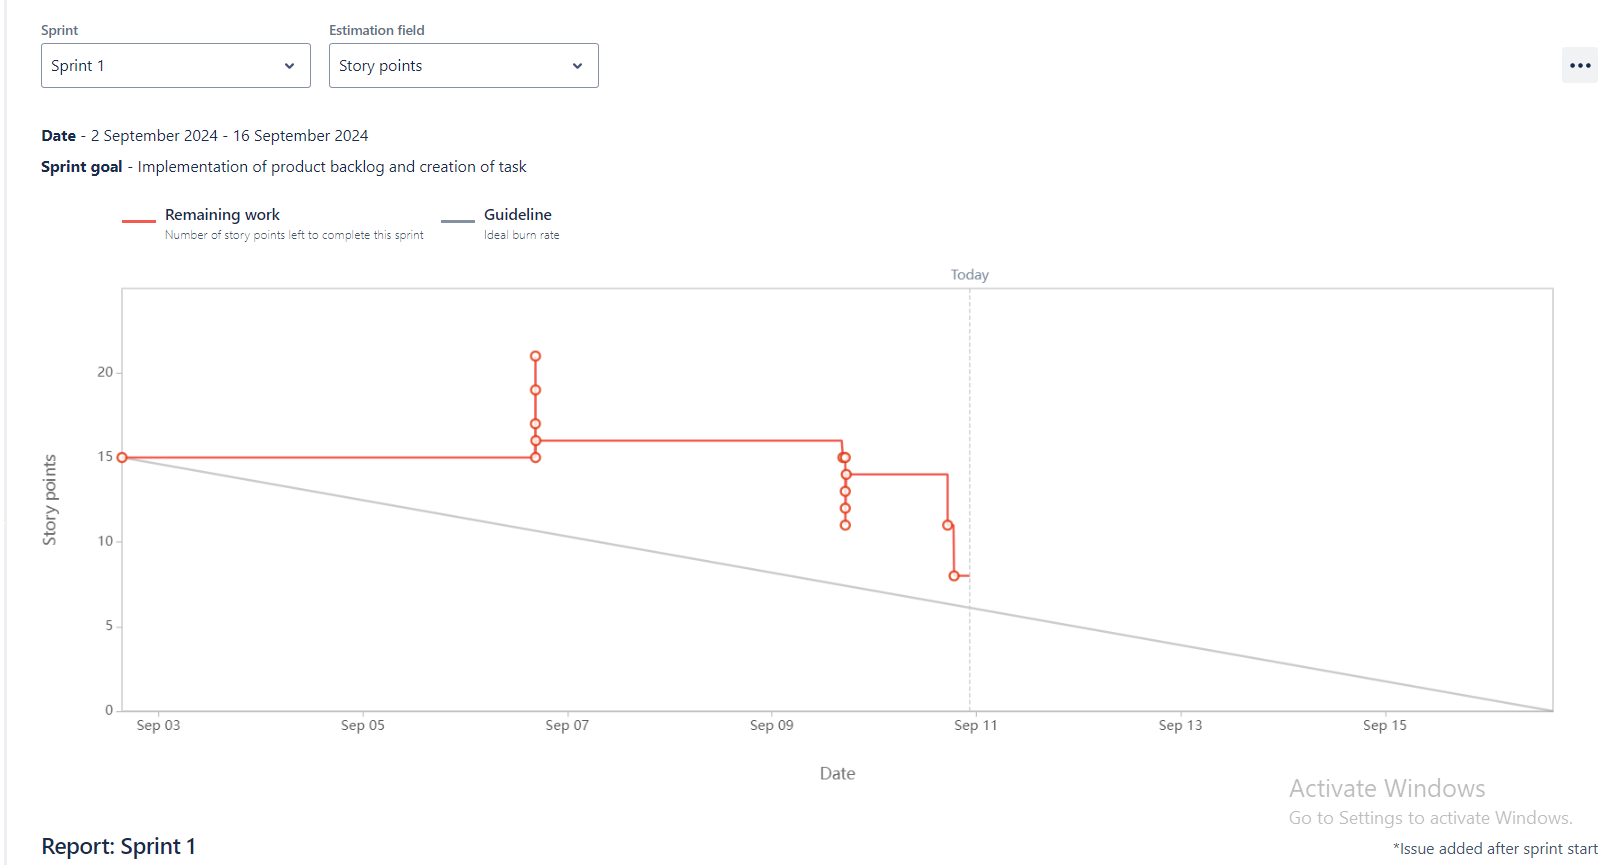 Sprint
Estimation field
Sprint 1
Story points
Date - 2 September 2024 - 16 September 2024
Sprint goal - Implementation of product backlog and creation of task
Remaining work
Number of story points left to complete this sprint
Guideline
Ideal burn rate
Today
20
15
10
5
0
Story points
Sep 03
Sep 05
Sep 07
Sep 09
Sep 11
Sep 13
Sep 15
Date
Activate Windows
Go to Settings to activate Windows.
Report: Sprint 1
*Issue added after sprint start